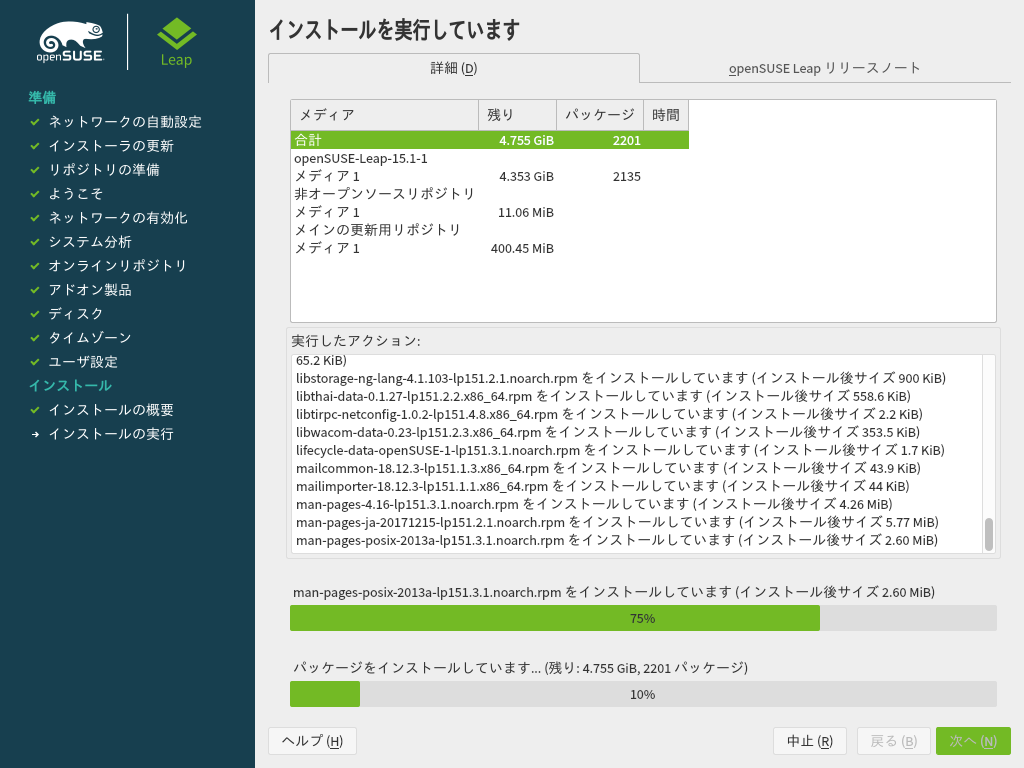 openSUSE
Leap
準備
ネットワークの自動設定
インストーラの更新
リポジトリの準備
ようこそ
ネットワークの有効化
システム分析
オンラインリポジトリ
アドオン製品
ディスク
タイムゾーン
ユーザ設定
インストール
インストールの概要
インストールの実行
インストールを実行しています
詳細 (D)
openSUSE Leap リリースノート
メディア 残り パッケージ 時間
合計 4.755 GiB 2201
openSUSE-Leap-15.1-1
メディア 1 4.353 GiB 2135
非オープンソースリポジトリ
メディア 1 11.06 MiB
メインの更新用リポジトリ
メディア 1 400.45 MiB
実行したアクション:
65.2 KiB)
libstorage-ng-lang-4.1.103-lp151.2.1.noarch.rpm をインストールしています (インストール後サイズ 900 KiB)
libthai-data-0.1.27-lp151.2.2.x86_64.rpm をインストールしています (インストール後サイズ 558.6 KiB)
libtirpc-netconfig-1.0.2-lp151.4.8.x86_64.rpm をインストールしています (インストール後サイズ 2.2 KiB)
libwacom-data-0.23-lp151.2.3.x86_64.rpm をインストールしています (インストール後サイズ 353.5 KiB)
lifecycle-data-openSUSE-1-lp151.3.1.noarch.rpm をインストールしています (インストール後サイズ 1.7 KiB)
mailcommon-18.12.3-lp151.1.3.x86_64.rpm をインストールしています (インストール後サイズ 43.9 KiB)
mailimporter-18.12.3-lp151.1.1.x86_64.rpm をインストールしています (インストール後サイズ 44 KiB)
man-pages-4.16-lp151.3.1.noarch.rpm をインストールしています (インストール後サイズ 4.26 MiB)
man-pages-ja-20171215-lp151.2.1.noarch.rpm をインストールしています (インストール後サイズ 5.77 MiB)
man-pages-posix-2013a-lp151.3.1.noarch.rpm をインストールしています (インストール後サイズ 2.60 MiB)
man-pages-posix-2013a-lp151.3.1.noarch.rpm をインストールしています (インストール後サイズ 2.60 MiB)
75%
パッケージをインストールしています... (残り: 4.755 GiB, 2201 パッケージ)
10%
ヘルプ (H)
中止 (R)
戻る (B)
次へ (N)